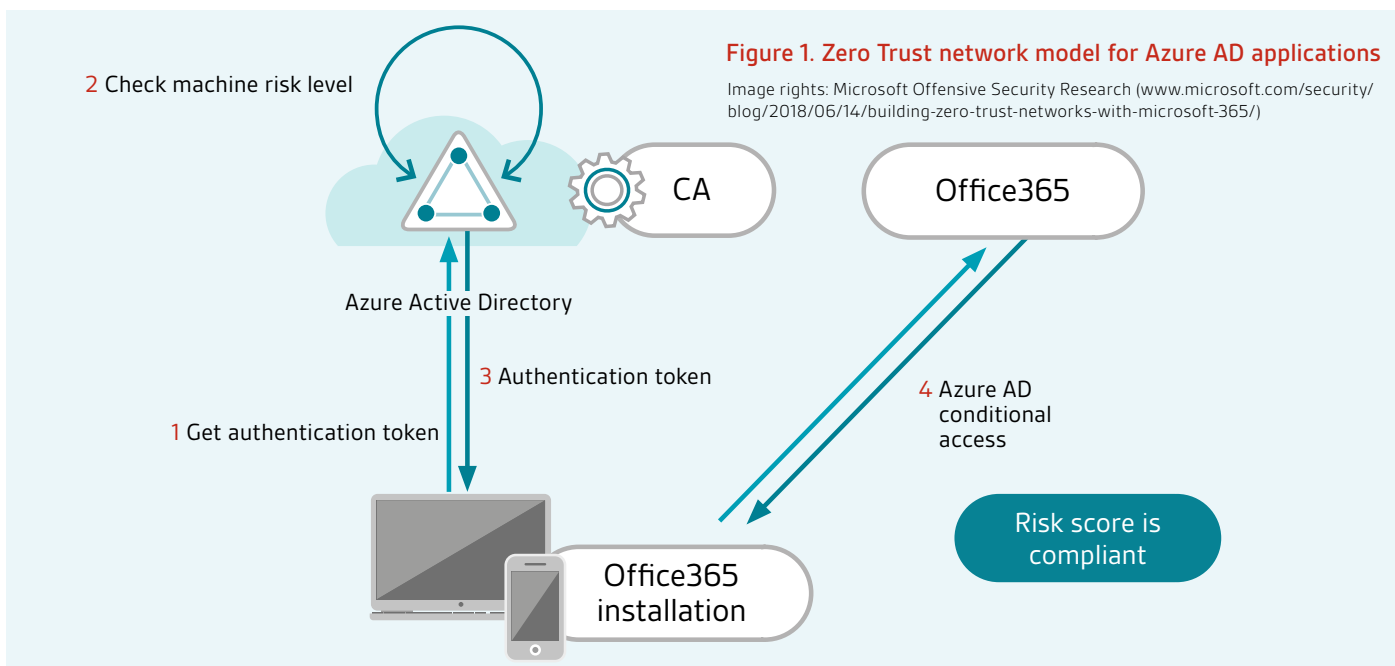 Figure 1. Zero Trust network model for Azure AD applications
Image rights: Microsoft Offensive Security Research (www.microsoft.com/security/
blog/2018/06/14/building-zero-trust-networks-with-microsoft-365/)
2 Check machine risk level
CA
Office365
Azure Active Directory
3 Authentication token
1 Get authentication token
4 Azure AD
conditional
access
Risk score is
compliant
Office365
installation